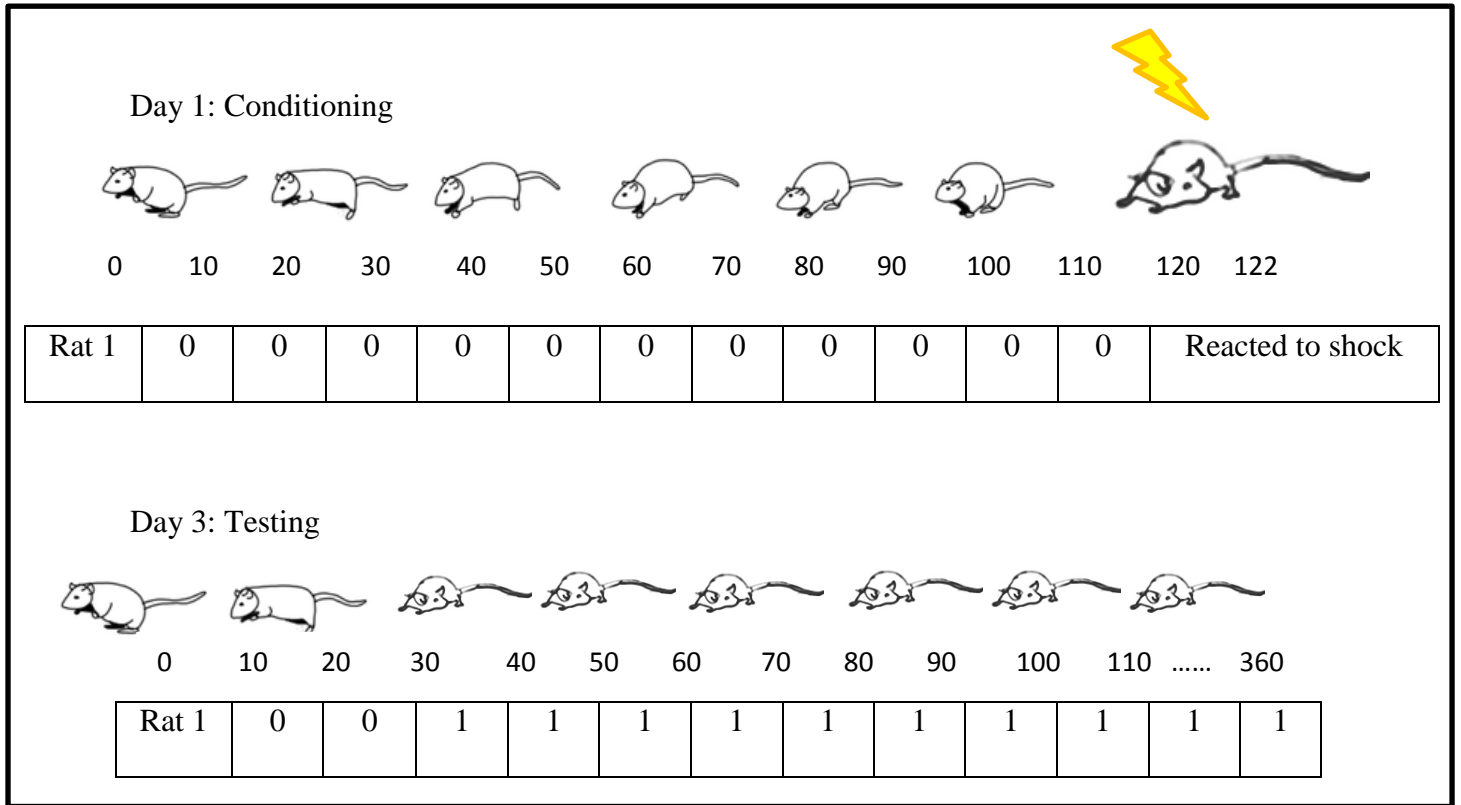 Day 1: Conditioning
0 10 20 30 40 50 60 70 80 90 100 110 120 122
Rat 1 0 0 0 0 0 0 0 0 0 0 0 Reacted to shock
Day 3: Testing
0 10 20 30 40 50 60 70 80 90 100 110 ...... 360
Rat 1 0 0 1 1 1 1 1 1 1 1 1 1